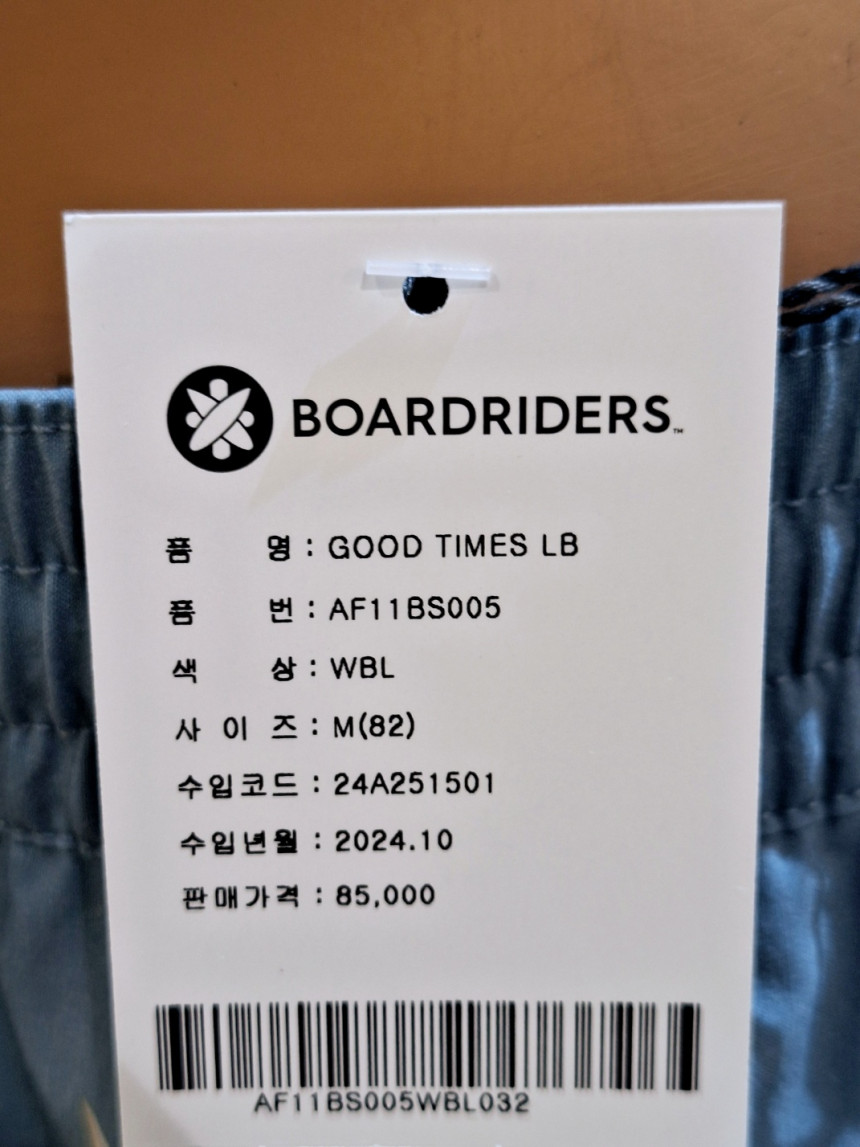 BOARDRIDERS™
품 명 : GOOD TIMES LB
품 번 : AF11BS005
색 상 : WBL
사 이 즈 : M(82)
수입코드 : 24A251501
수입년월 : 2024.10
판매가격 : 85,000
AF11BS005WBL032